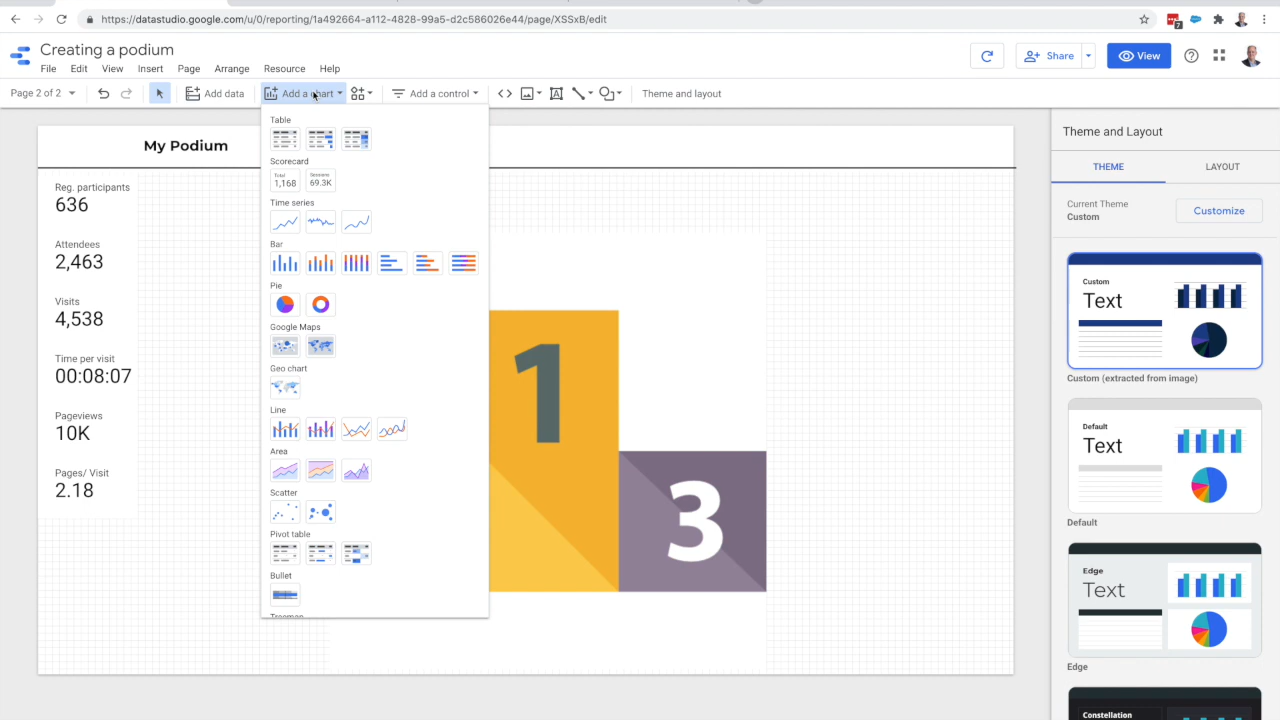 https://datastudio.google.com/u/0/reporting/1a492664-a112-4828-99a5-d2c586026e44/page/XSSxB/edit
7
Creating a podium
File Edit View Insert Page Arrange Resource Help
Share
View
Page 2 of 2
Add data
Add a chart
Add a control
Theme and layout
My Podium
Reg. participants
636
Attendees
2,463
Visits
4,538
Time per visit
00:08:07
Pageviews
10K
Pages/ Visit
2.18
Table
Scorecard
Total
1,168
Sessions
69.3K
Time series
Bar
Pie
Google Maps
Geo chart
Line
Area
Scatter
Pivot table
Bullet
Treemap
1
3
Theme and Layout
THEME LAYOUT
Current Theme
Custom
Customize
Custom
Text
Custom (extracted from image)
Default
Text
Default
Edge
Text
Edge
Constellation